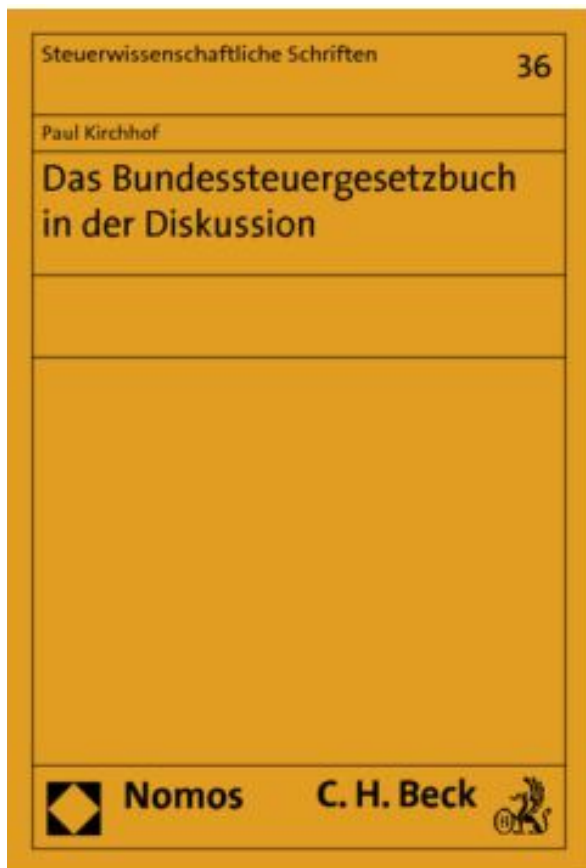 Steuerwissenschaftliche Schriften
36
Paul Kirchhof
Das Bundessteuergesetzbuch
in der Diskussion
Nomos
C. H. Beck